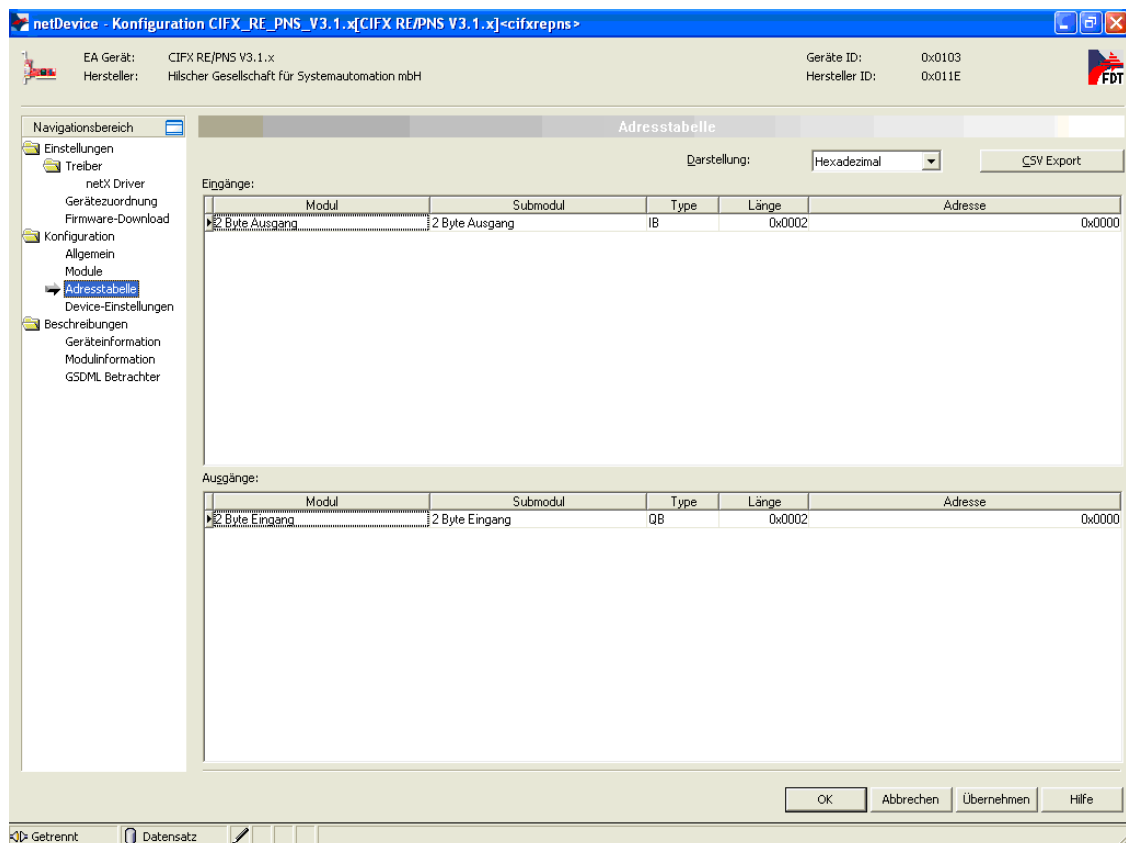 netDevice - Konfiguration CIFX_RE_PNS_V3.1.x[CIFX RE/PNS V3.1.x]<cifxrepns>
EA Gerät: CIFX RE/PNS V3.1.x Geräte ID: 0x0103
Hersteller: Hilscher Gesellschaft für Systemautomation mbH Hersteller ID: 0x011E
FDT
Navigationsbereich
Einstellungen
Treiber
netX Driver
Gerätezuordnung
Firmware-Download
Konfiguration
Allgemein
Module
Adresstabelle
Device-Einstellungen
Beschreibungen
Geräteinformation
Modulinformation
GSDML Betrachter
Adresstabelle
Darstellung: Hexadezimal CSV Export
Eingänge:
Modul Submodul Type Länge Adresse
2 Byte Ausgang 2 Byte Ausgang IB 0x0002 0x0000
Ausgänge:
Modul Submodul Type Länge Adresse
2 Byte Eingang 2 Byte Eingang QB 0x0002 0x0000
OK Abbrechen Übernehmen Hilfe
Getrennt Datensatz